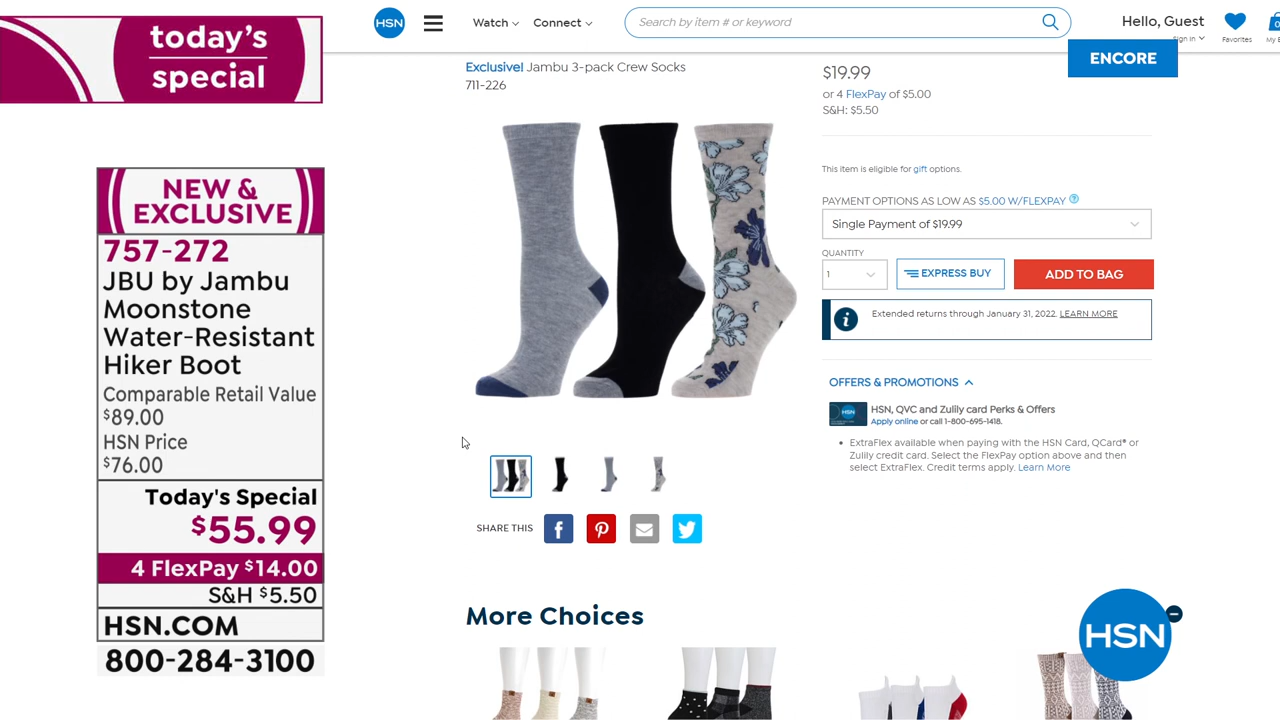 today's
special
NEW &
EXCLUSIVE
757-272
JBU by Jambu
Moonstone
Water-Resistant
Hiker Boot
Comparable Retail Value
$89.00
HSN Price
$76.00
Today's Special
$55.99
4 FlexPay $14.00
S&H $5.50
HSN.COM
800-284-3100
HSN
Watch
Connect
Search by item # or keyword
Hello, Guest
Sign In
Favorites
ENCORE
Exclusive! Jambu 3-pack Crew Socks
711-226
$19.99
or 4 FlexPay of $5.00
S&H: $5.50
This item is eligible for gift options.
PAYMENT OPTIONS AS LOW AS $5.00 W/FLEXPAY ?
Single Payment of $19.99
QUANTITY
1
EXPRESS BUY
ADD TO BAG
i
Extended returns through January 31, 2022. LEARN MORE
OFFERS & PROMOTIONS
HSN
HSN, QVC and Zulily card Perks & Offers
Apply online or call 1-800-695-1418.
• ExtraFlex available when paying with the HSN Card, QCard® or
Zulily credit card. Select the FlexPay option above and then
select ExtraFlex. Credit terms apply. Learn More
SHARE THIS
More Choices
HSN